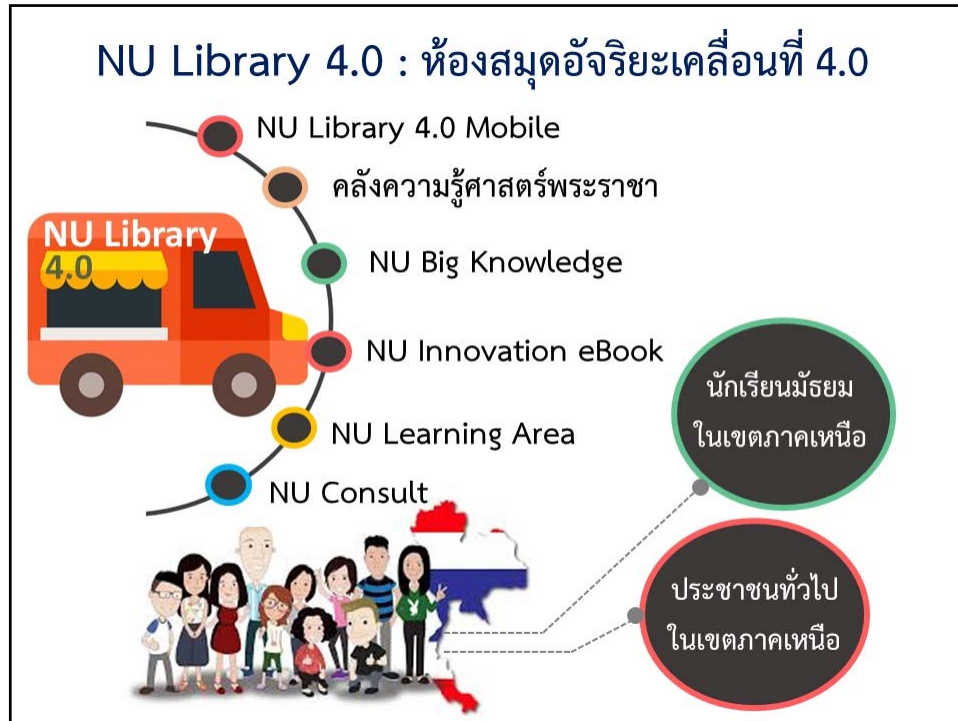 NU Library 4.0 : ห้องสมุดอัจริยะเคลื่อนที่ 4.0
NU Library 4.0 Mobile
คลังความรู้ศาสตร์พระราชา
NU Library
4.0
NU Big Knowledge
NU Innovation eBook
NU Learning Area
NU Consult
นักเรียนมัธยม
ในเขตภาคเหนือ
ประชาชนทั่วไป
ในเขตภาคเหนือ